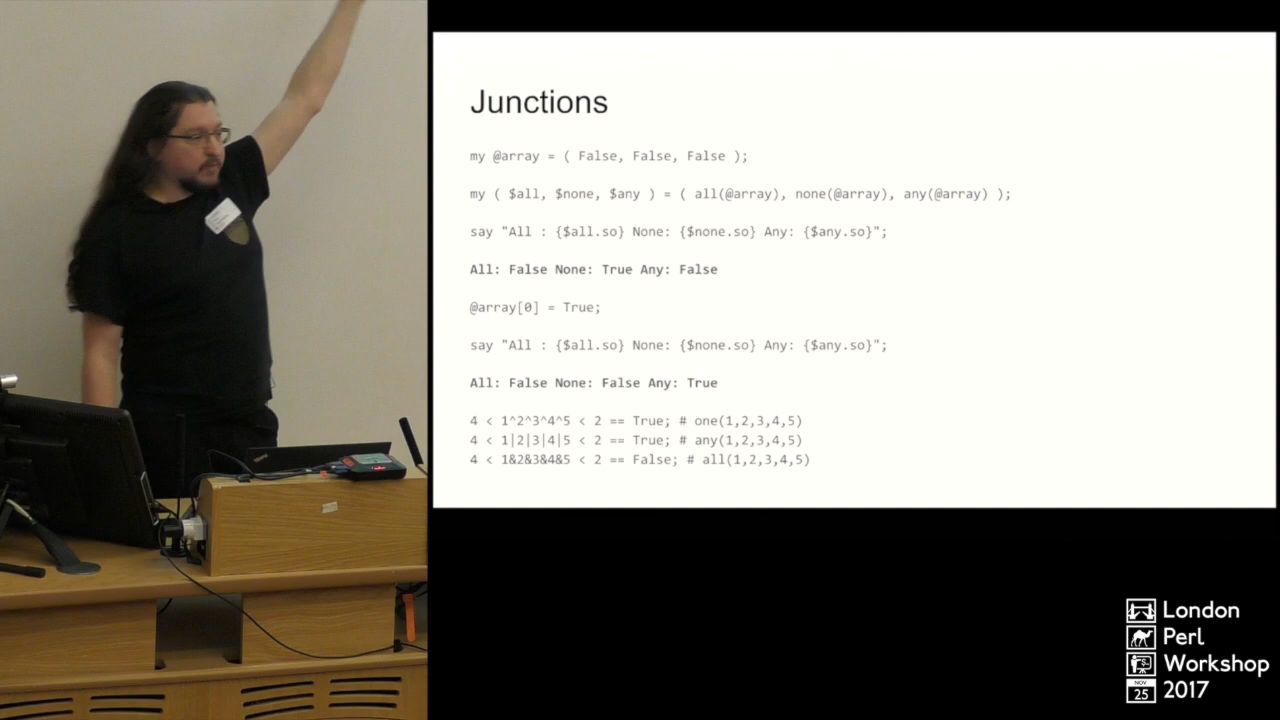 Junctions
my @array = ( False, False, False );
my ( $all, $none, $any ) = ( all(@array), none(@array), any(@array) );
say "All : {$all.so} None: {$none.so} Any: {$any.so}";
All: False None: True Any: False
@array[0] = True;
say "All : {$all.so} None: {$none.so} Any: {$any.so}";
All: False None: False Any: True
4 < 1^2^3^4^5 < 2 == True; # one(1,2,3,4,5)
4 < 1|2|3|4|5 < 2 == True; # any(1,2,3,4,5)
4 < 1&2&3&4&5 < 2 == False; # all(1,2,3,4,5)
London
Perl
Workshop
NOV
25 2017